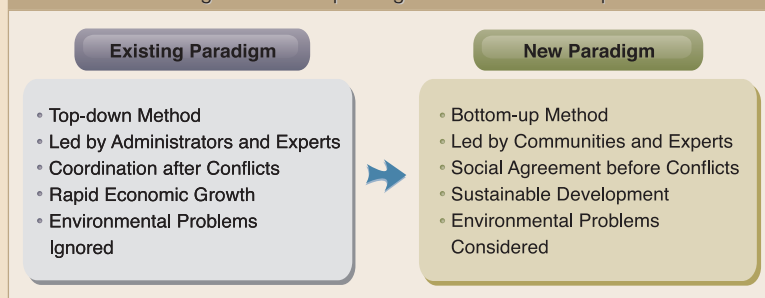 Existing Paradigm
• Top-down Method
• Led by Administrators and Experts
• Coordination after Conflicts
• Rapid Economic Growth
• Environmental Problems
Ignored
New Paradigm
• Bottom-up Method
• Led by Communities and Experts
• Social Agreement before Conflicts
• Sustainable Development
• Environmental Problems
Considered